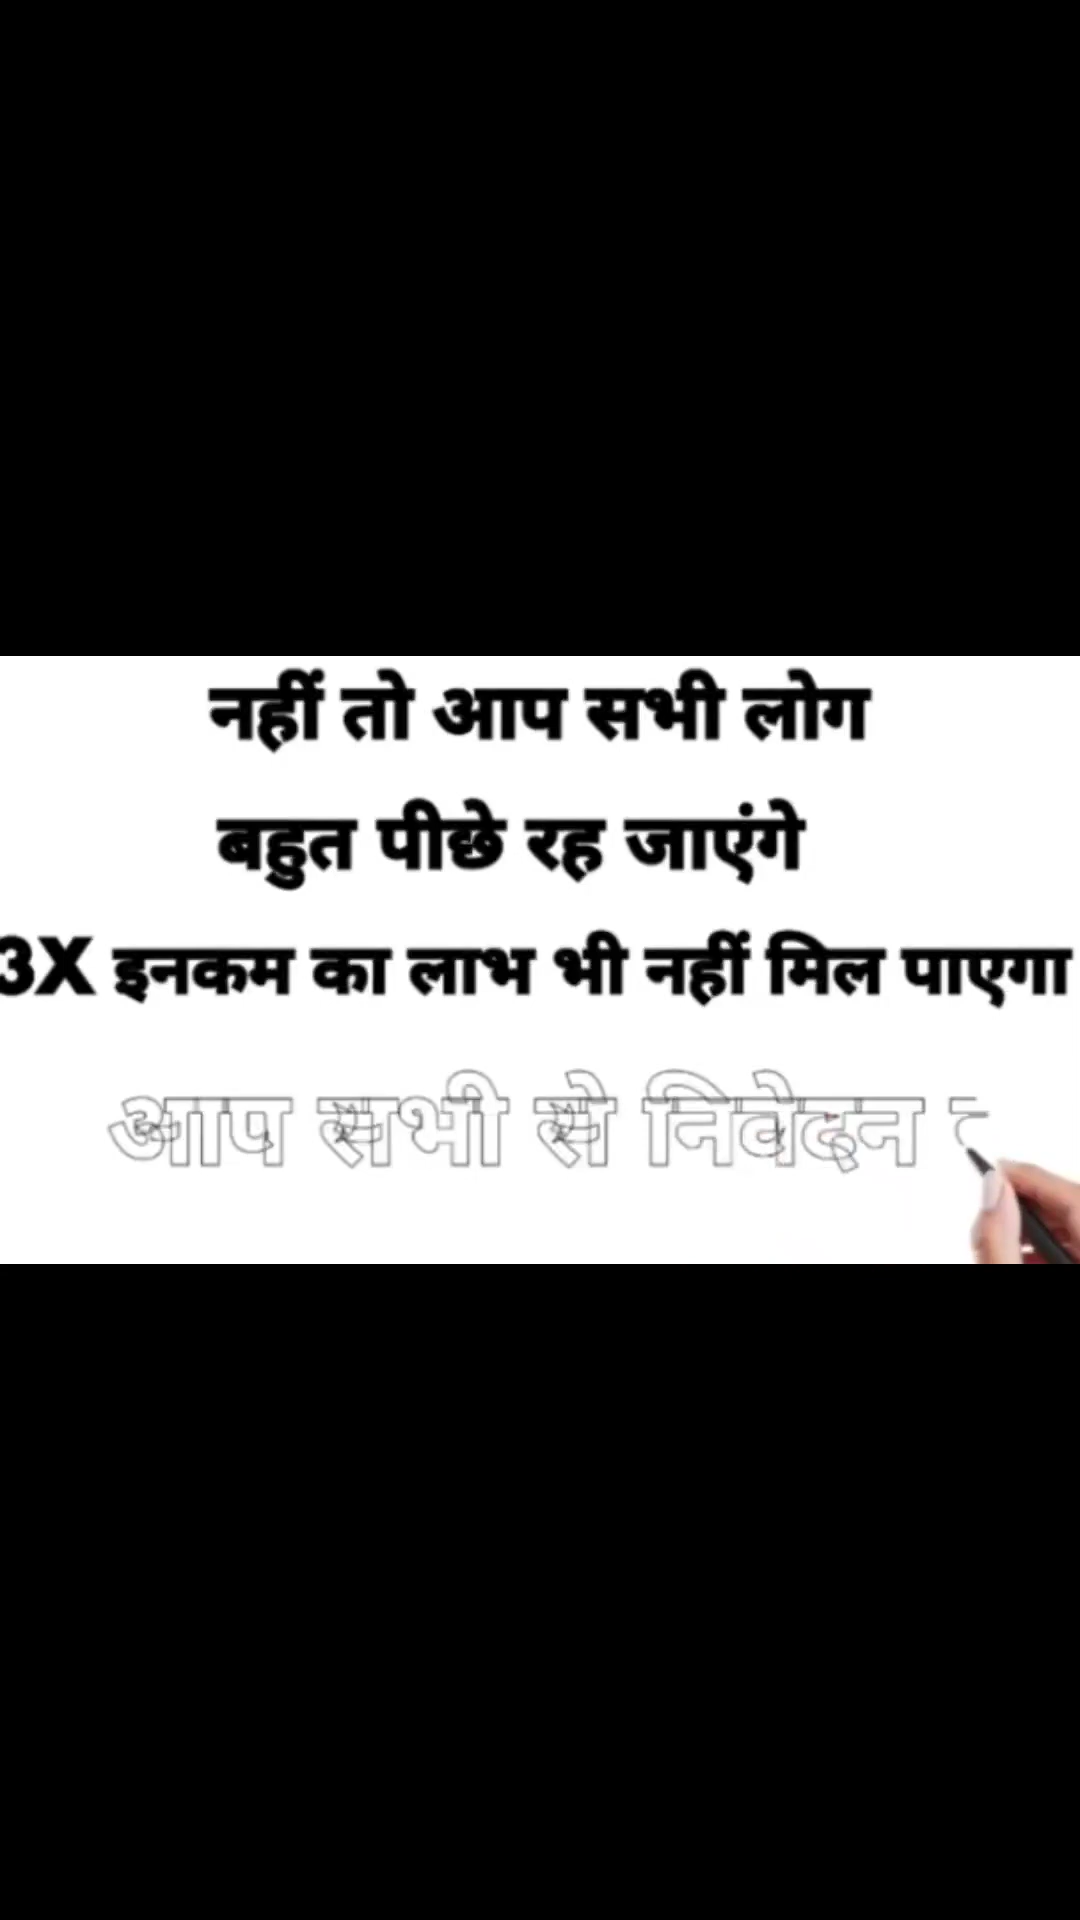 नहीं तो आप सभी लोग
बहुत पीछे रह जाएंगे
3X इनकम का लाभ भी नहीं मिल पाएगा
आप सभी से निवेदन